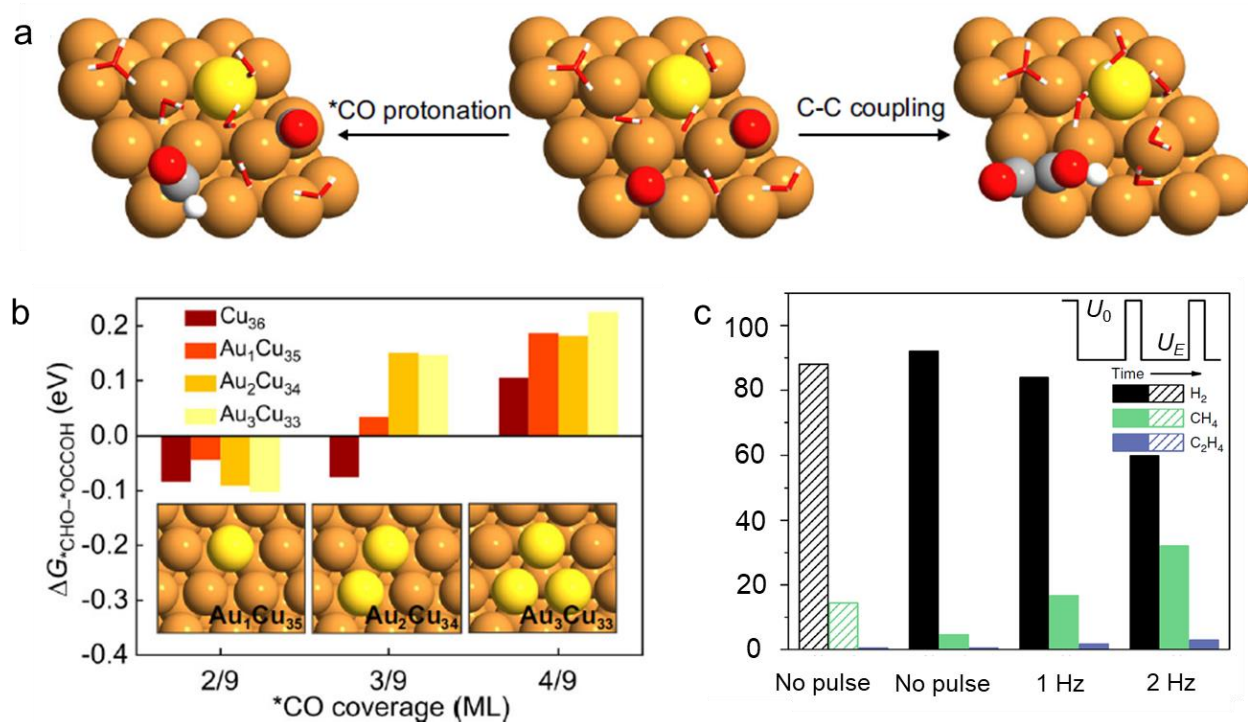 a
*CO protonation
C-C coupling
b
Cu36
Au1Cu35
Au2Cu34
Au3Cu33
0.2
0.1
0.0
-0.1
-0.2
-0.3
-0.4
ΔG*CHO–*OCCOH (eV)
Au1Cu35
Au2Cu34
Au3Cu33
2/9
3/9
4/9
*CO coverage (ML)
c
100
80
60
40
20
0
U0
UE
Time
H2
CH4
C2H4
No pulse
No pulse
1 Hz
2 Hz